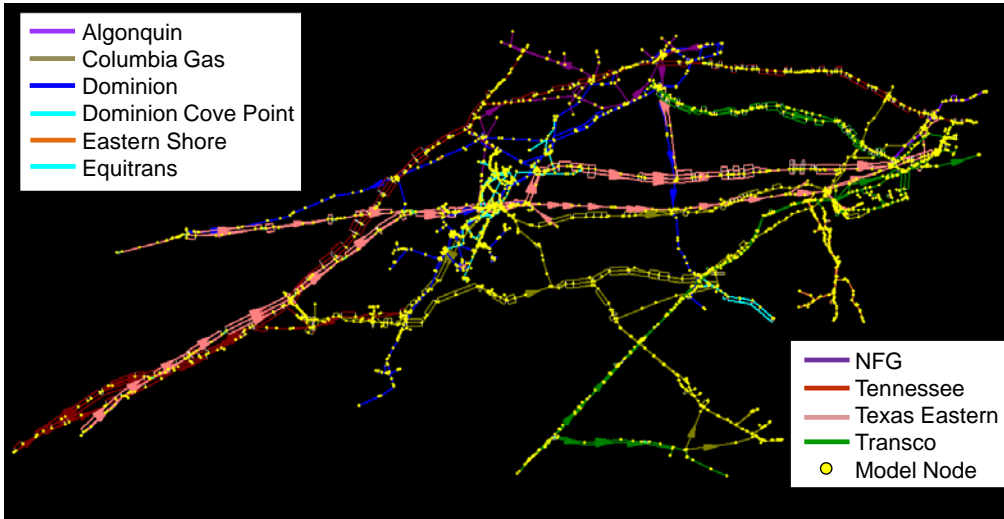 Algonquin
Columbia Gas
Dominion
Dominion Cove Point
Eastern Shore
Equitrans
NFG
Tennessee
Texas Eastern
Transco
Model Node